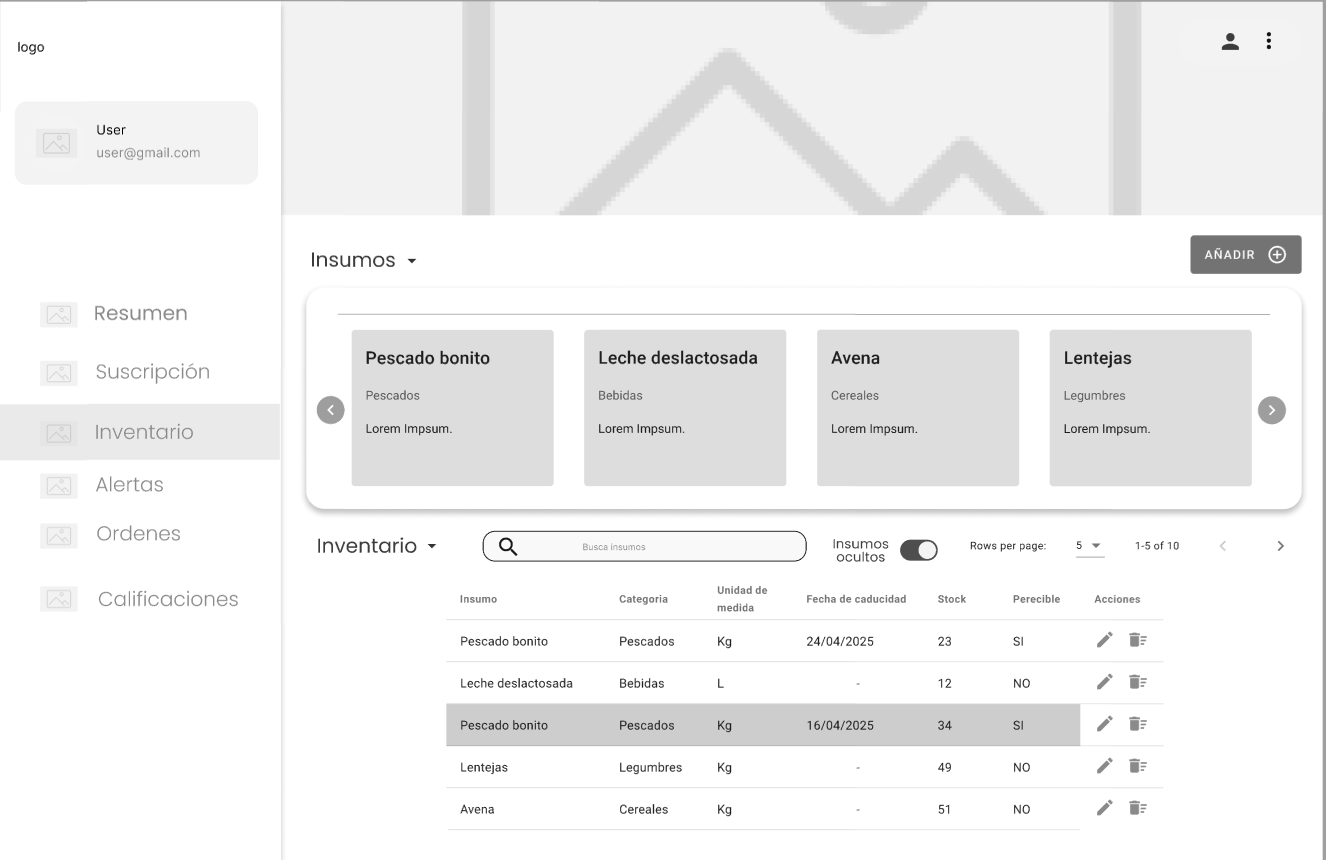 logo
User
user@gmail.com
Resumen
Suscripción
Inventario
Alertas
Ordenes
Calificaciones
Insumos
AÑADIR
Pescado bonito
Pescados
Lorem Impsum.
Leche deslactosada
Bebidas
Lorem Impsum.
Avena
Cereales
Lorem Impsum.
Lentejas
Legumbres
Lorem Impsum.
Inventario
Busca insumos
Insumos
ocultos
Rows per page: 5 1-5 of 10
Insumo Categoria Unidad de medida Fecha de caducidad Stock Perecible Acciones
Pescado bonito Pescados Kg 24/04/2025 23 SI
Leche deslactosada Bebidas L - 12 NO
Pescado bonito Pescados Kg 16/04/2025 34 SI
Lentejas Legumbres Kg - 49 NO
Avena Cereales Kg - 51 NO